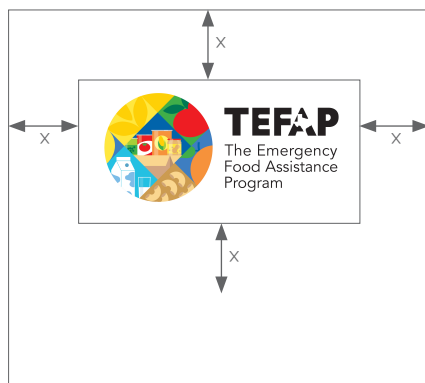 X
X
X
TEFAP
The Emergency
Food Assistance
Program
X